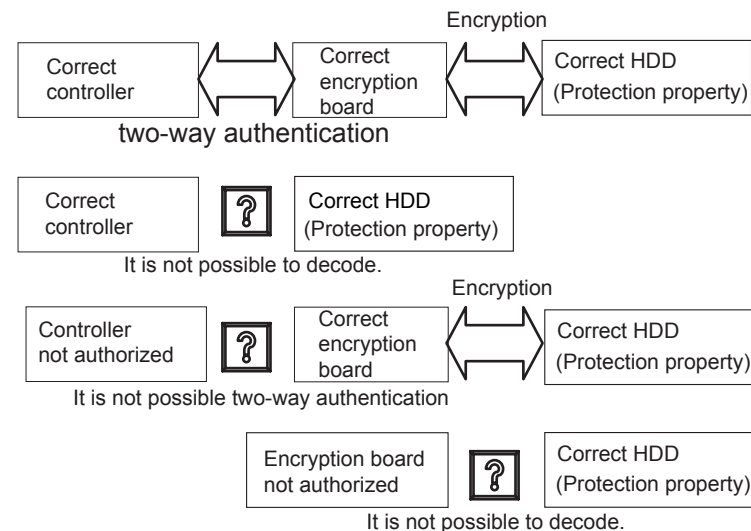 Encryption
Correct
controller
Correct
encryption
board
Correct HDD
(Protection property)
two-way authentication
Correct
controller
?
Correct HDD
(Protection property)
It is not possible to decode.
Encryption
Controller
not authorized
?
Correct
encryption
board
Correct HDD
(Protection property)
It is not possible two-way authentication
Encryption board
not authorized
?
Correct HDD
(Protection property)
It is not possible to decode.